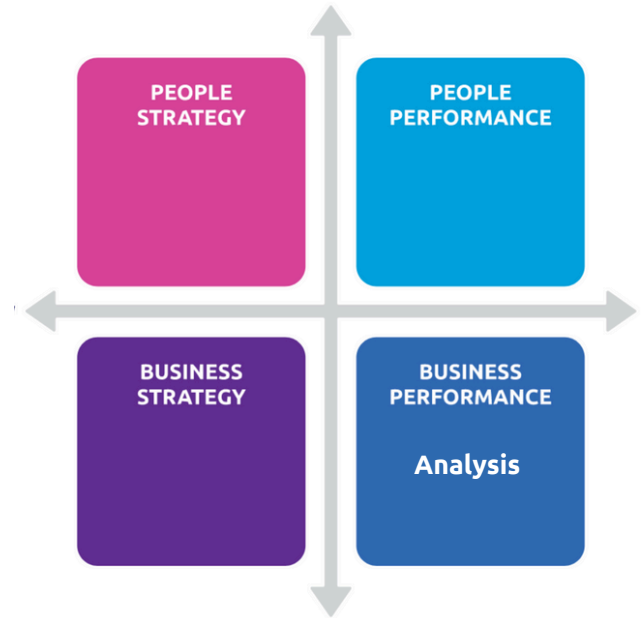 PEOPLE
STRATEGY
PEOPLE
PERFORMANCE
BUSINESS
STRATEGY
BUSINESS
PERFORMANCE
Analysis